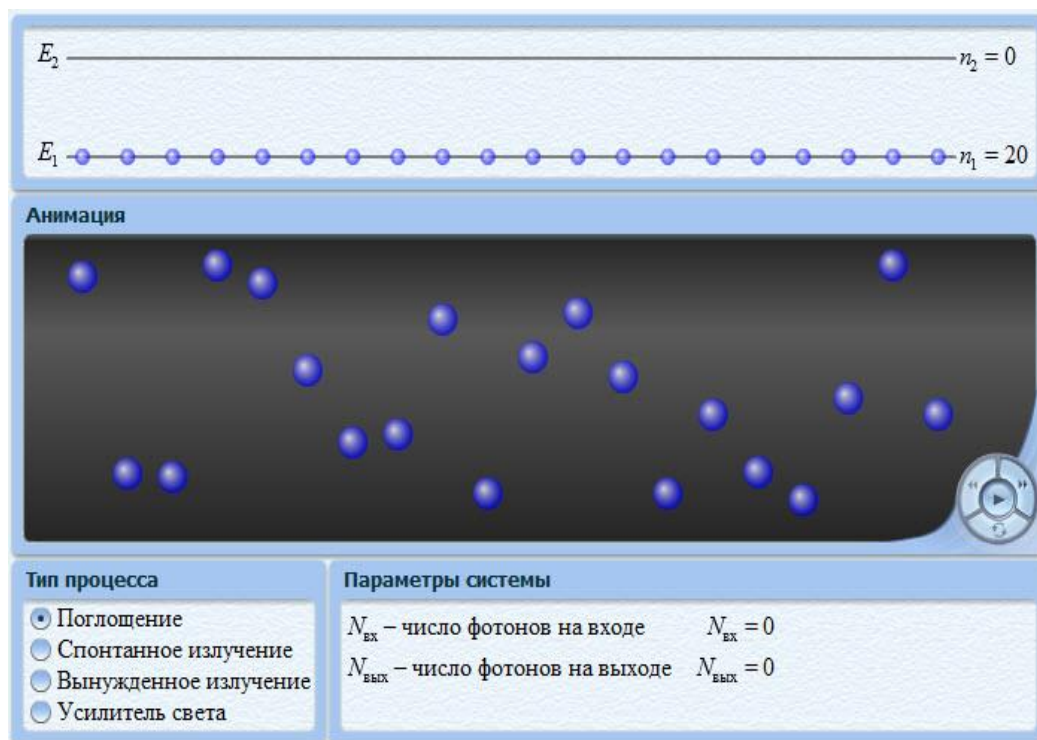 E₂ n₂ = 0
E₁ n₁ = 20
Анимация
Тип процесса
Поглощение
Спонтанное излучение
Вынужденное излучение
Усилитель света
Параметры системы
Nвх – число фотонов на входе Nвх = 0
Nвых – число фотонов на выходе Nвых = 0